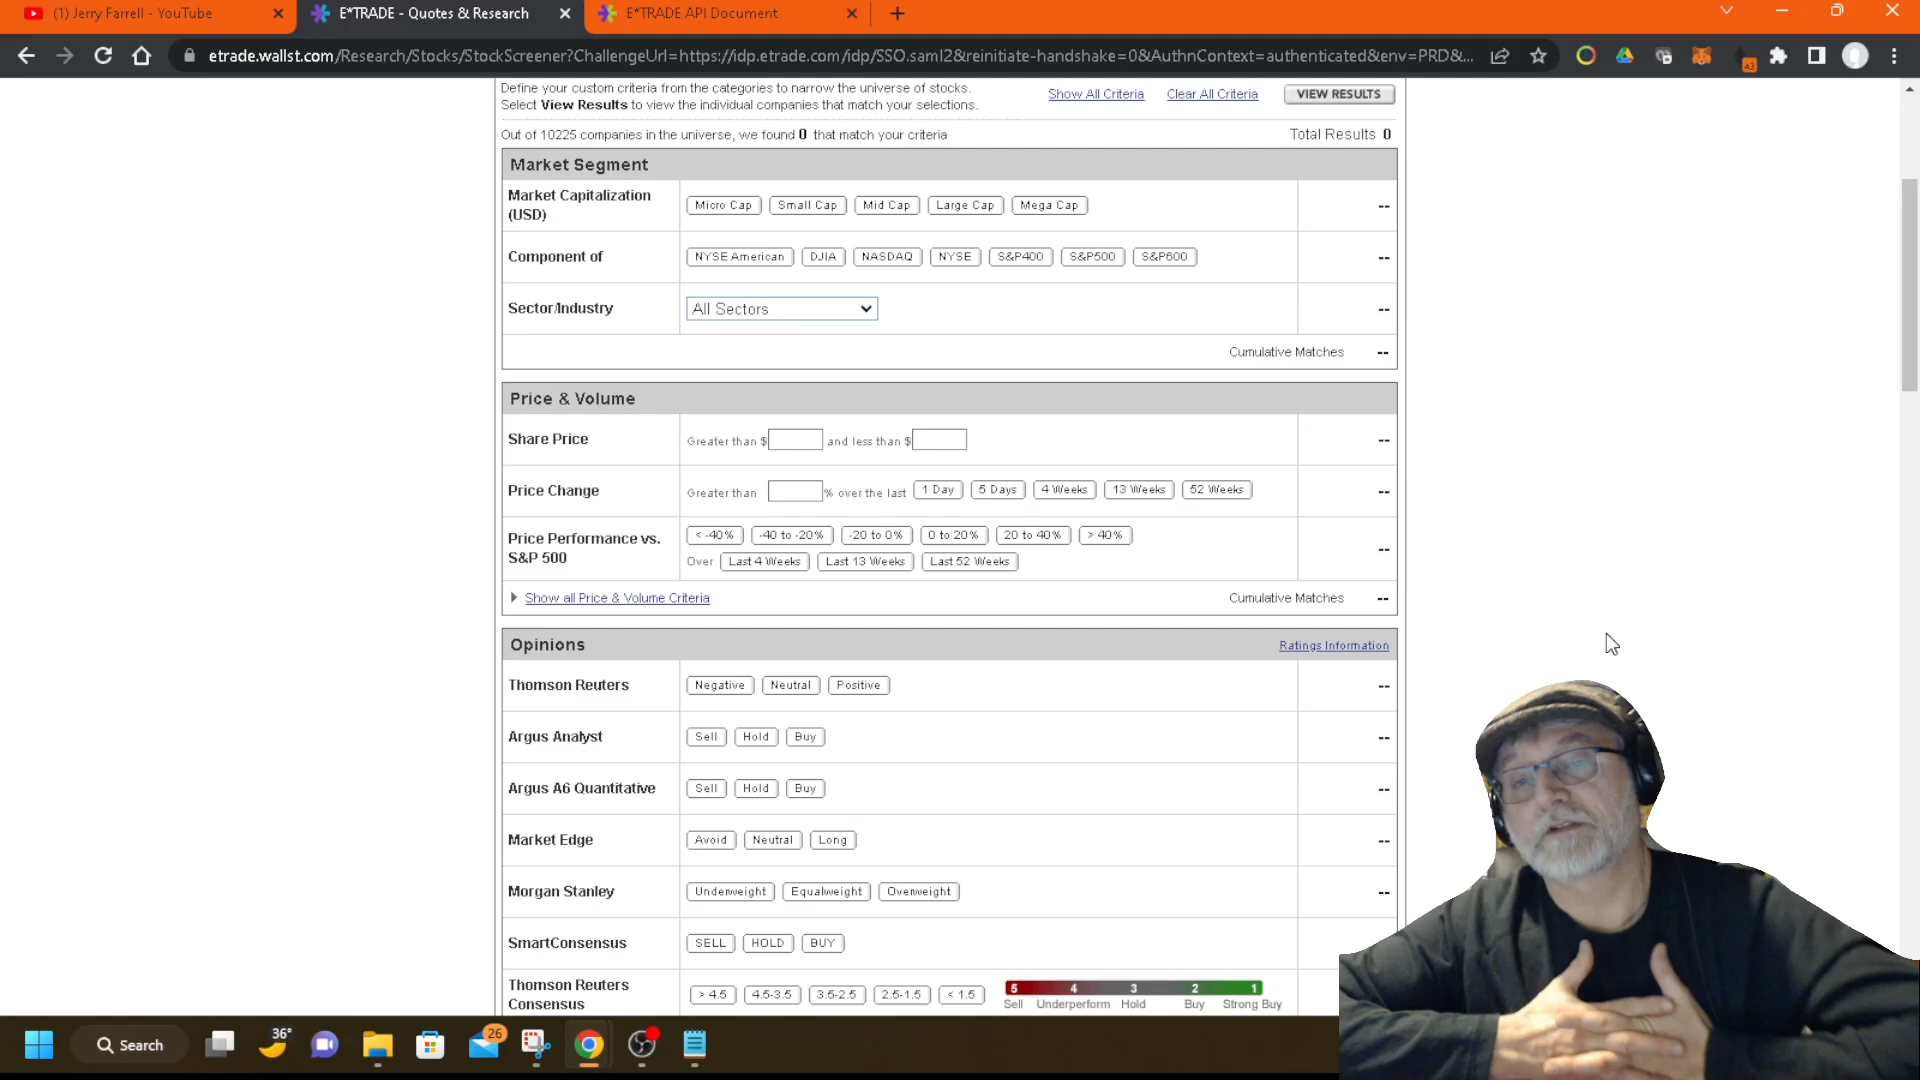 (1) Jerry Farrell - YouTube
E*TRADE - Quotes & Research
E*TRADE API Document
etrade.wallst.com/Research/Stocks/StockScreener?ChallengeUrl=https://idp.etrade.com/idp/SSO.saml2&reinitiate-handshake=0&AuthnContext=authenticated&env=PRD&...
43
Define your custom criteria from the categories to narrow the universe of stocks.
Select View Results to view the individual companies that match your selections.
Show All Criteria Clear All Criteria VIEW RESULTS
Out of 10225 companies in the universe, we found 0 that match your criteria Total Results 0
Market Segment
Market Capitalization (USD) Micro Cap Small Cap Mid Cap Large Cap Mega Cap --
Component of NYSE American DJIA NASDAQ NYSE S&P400 S&P500 S&P600 --
Sector/Industry All Sectors --
Cumulative Matches --
Price & Volume
Share Price Greater than $ and less than $ --
Price Change Greater than % over the last 1 Day 5 Days 4 Weeks 13 Weeks 52 Weeks --
Price Performance vs. S&P 500 < -40% -40 to -20% -20 to 0% 0 to 20% 20 to 40% > 40% --
Over Last 4 Weeks Last 13 Weeks Last 52 Weeks
Show all Price & Volume Criteria Cumulative Matches --
Opinions Ratings Information
Thomson Reuters Negative Neutral Positive --
Argus Analyst Sell Hold Buy --
Argus A6 Quantitative Sell Hold Buy --
Market Edge Avoid Neutral Long --
Morgan Stanley Underweight Equalweight Overweight --
SmartConsensus SELL HOLD BUY
Thomson Reuters Consensus > 4.5 4.5-3.5 3.5-2.5 2.5-1.5 < 1.5
5 4 3 2 1
Sell Underperform Hold Buy Strong Buy
Search
36°
26